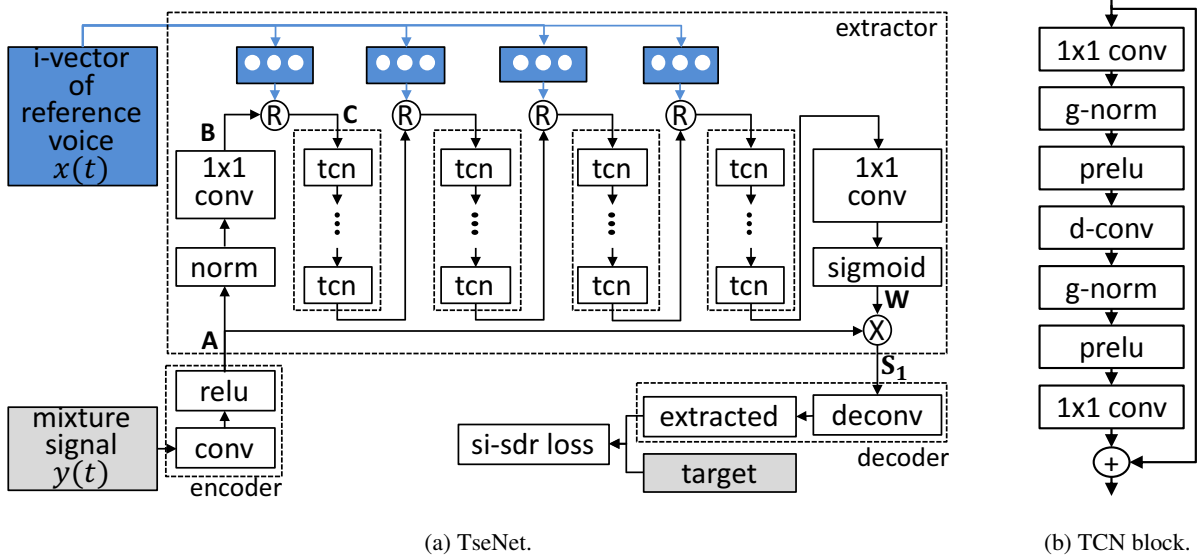 extractor
i-vector
of
reference
voice
x(t)
R
R
R
R
B
C
1x1
conv
norm
A
tcn
tcn
tcn
tcn
tcn
tcn
tcn
tcn
1x1
conv
sigmoid
W
X
S₁
relu
conv
encoder
mixture
signal
y(t)
deconv
extracted
decoder
si-sdr loss
target
(a) TseNet.
1x1 conv
g-norm
prelu
d-conv
g-norm
prelu
1x1 conv
+
(b) TCN block.